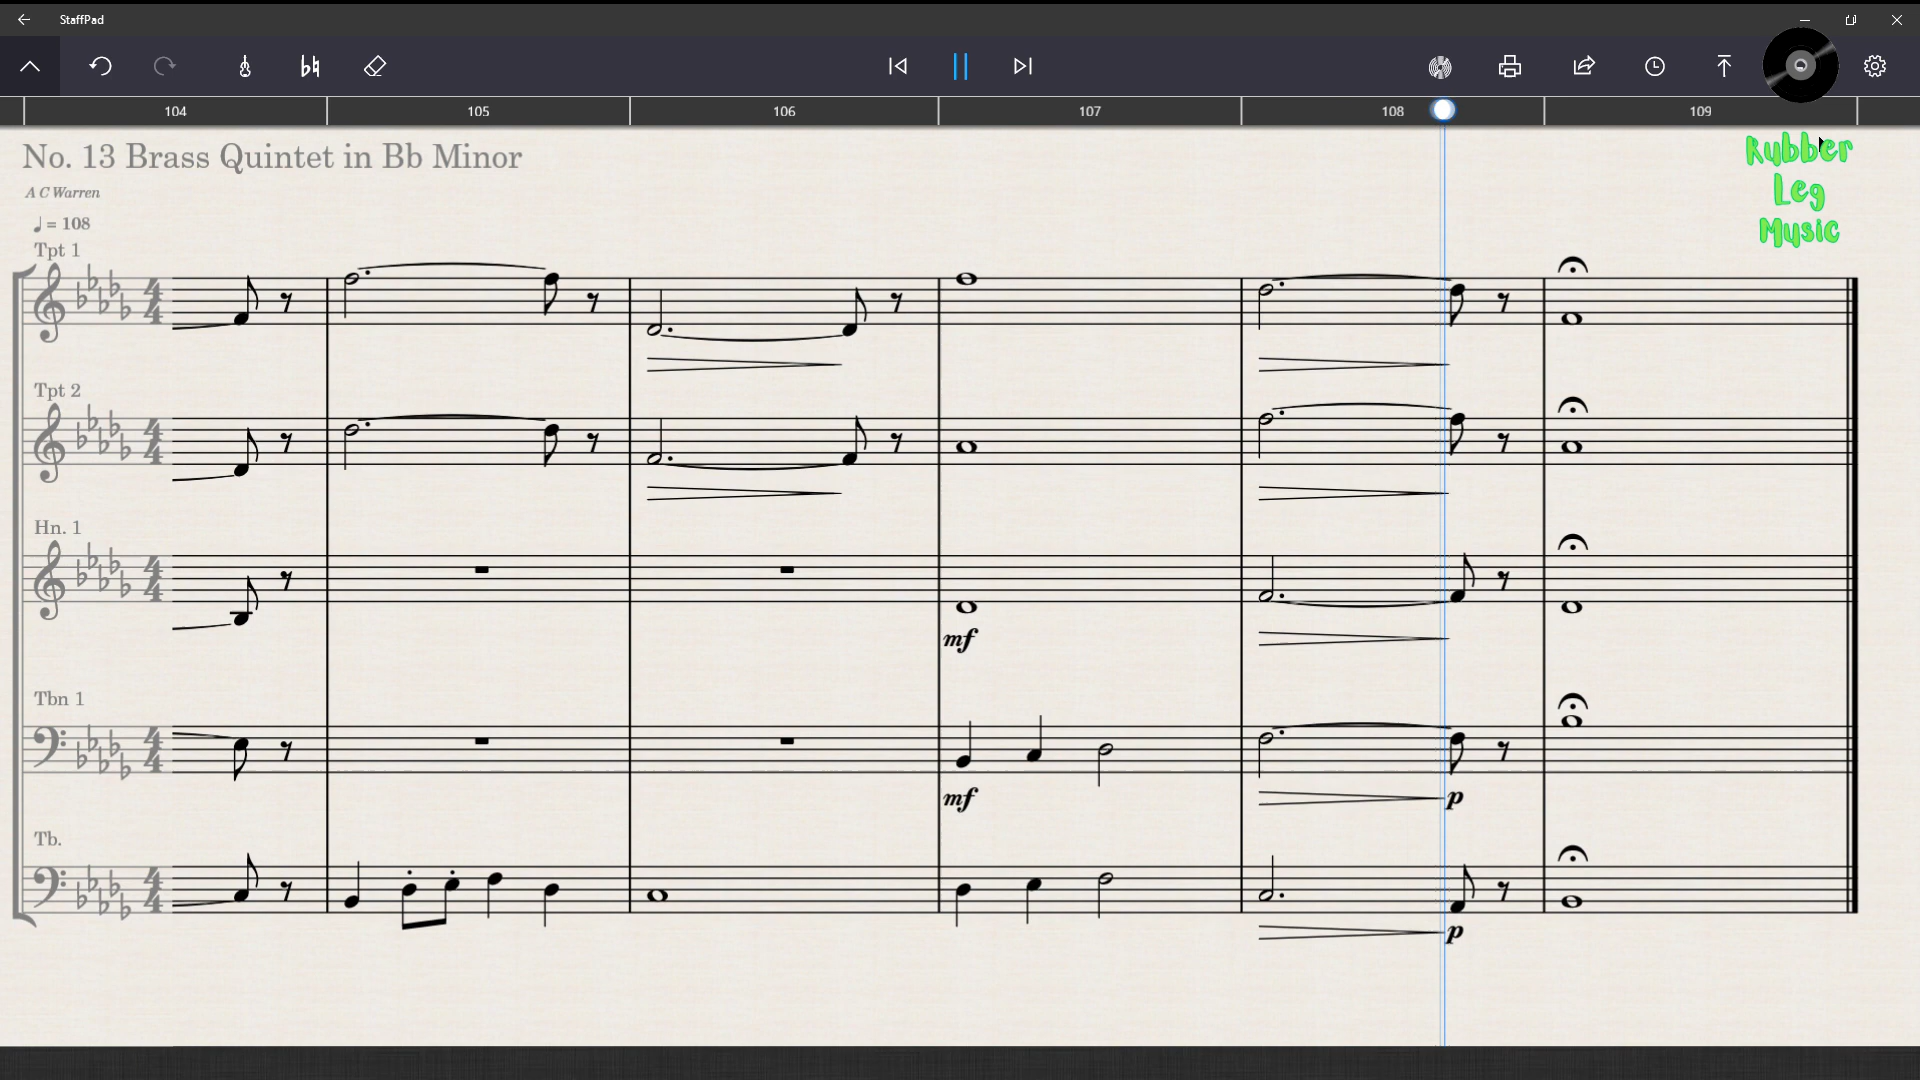 StaffPad
104 105 106 107 108 109
No. 13 Brass Quintet in Bb Minor
A C Warren
♩ = 108
Rubber
Leg
Music
Tpt 1
Tpt 2
Hn. 1
mf
Tbn 1
mf p
Tb.
p